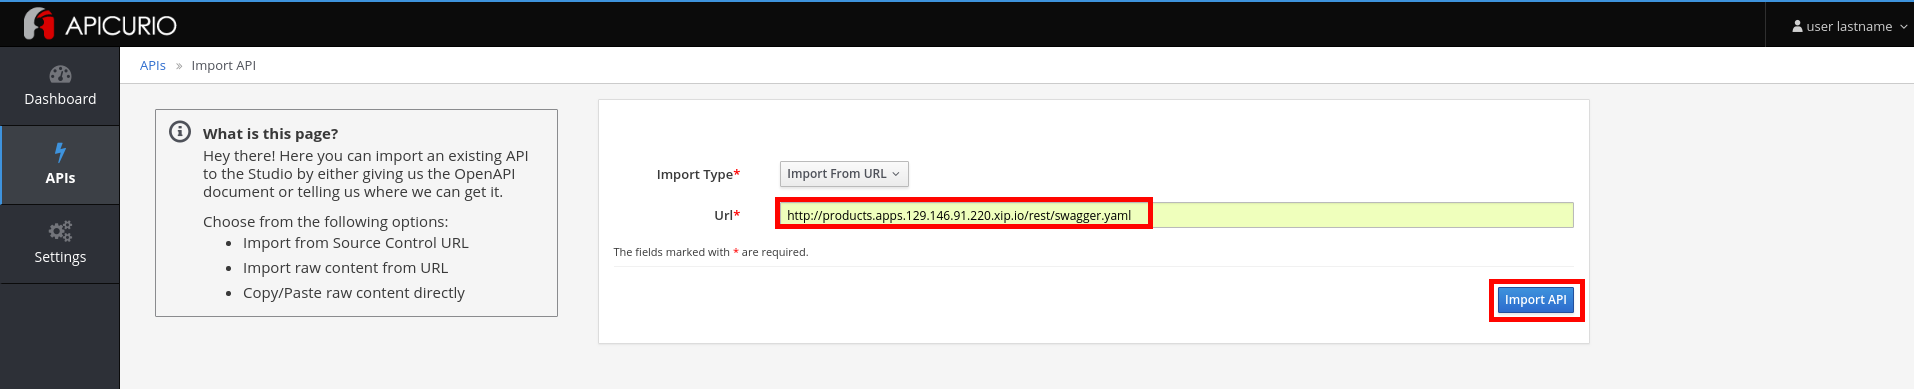 APICURIO
user lastname
APIs » Import API
Dashboard
APIs
Settings
What is this page?
Hey there! Here you can import an existing API
to the Studio by either giving us the OpenAPI
document or telling us where we can get it.
Choose from the following options:
• Import from Source Control URL
• Import raw content from URL
• Copy/Paste raw content directly
Import Type* Import From URL
Url* http://products.apps.129.146.91.220.xip.io/rest/swagger.yaml
The fields marked with * are required.
Import API